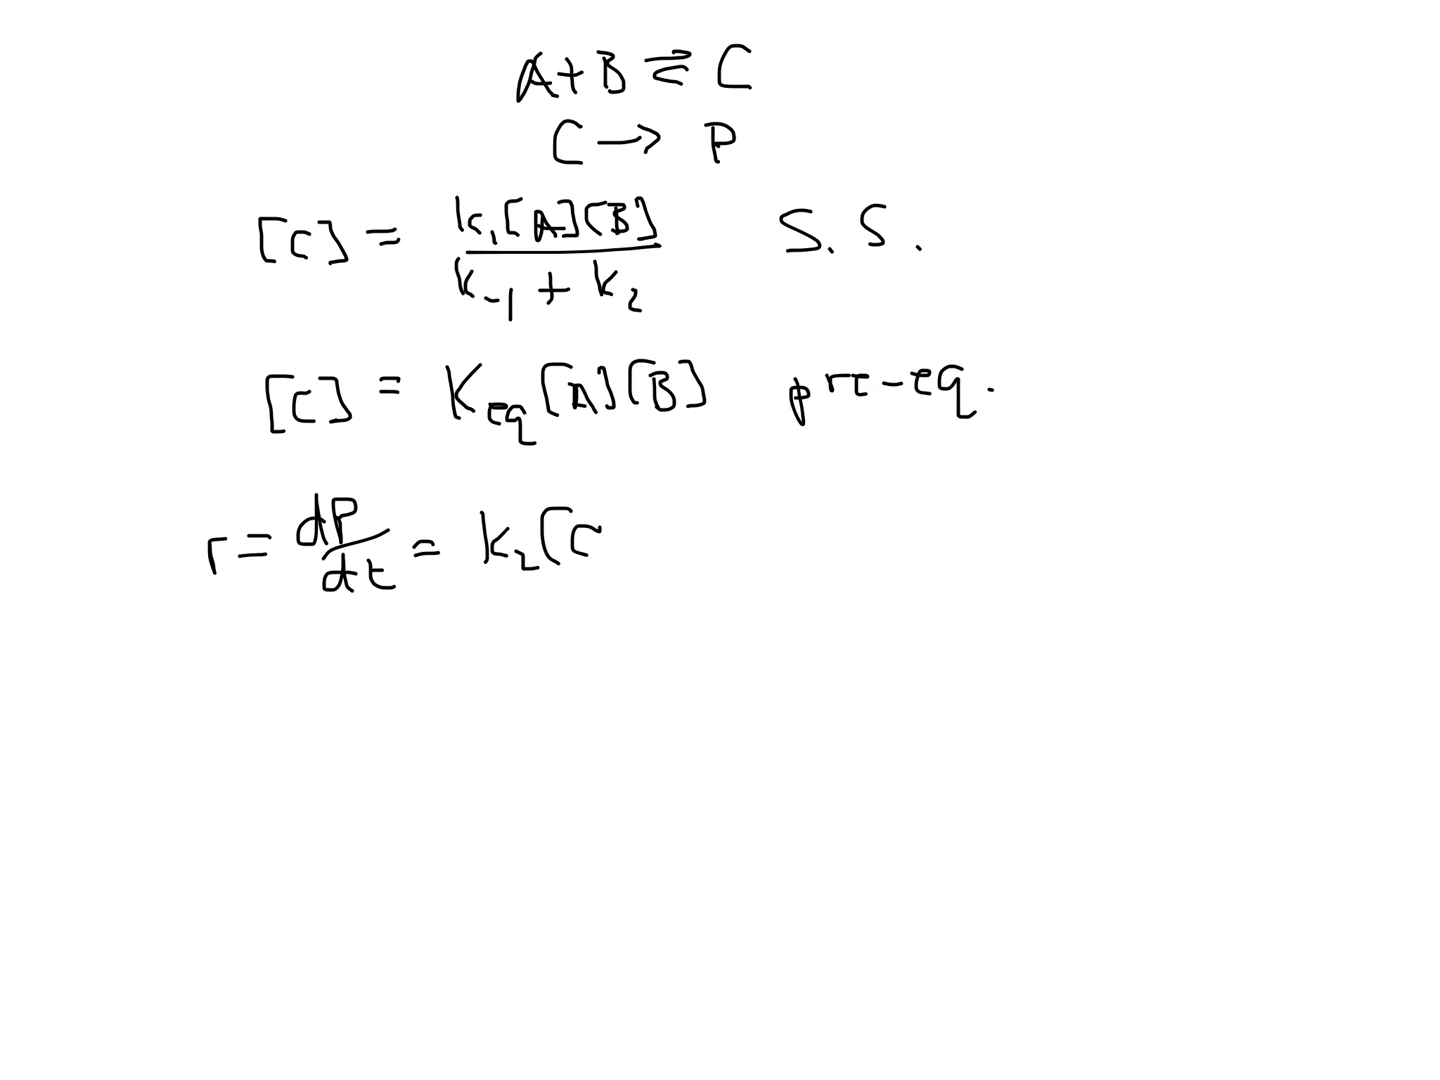 A + B ⇌ C
C → P
[C] = k₁[A][B] / k₋₁ + k₂ S.S.
[C] = K_eq[A][B] pre-eq.
r = dP/dt = k₂[C